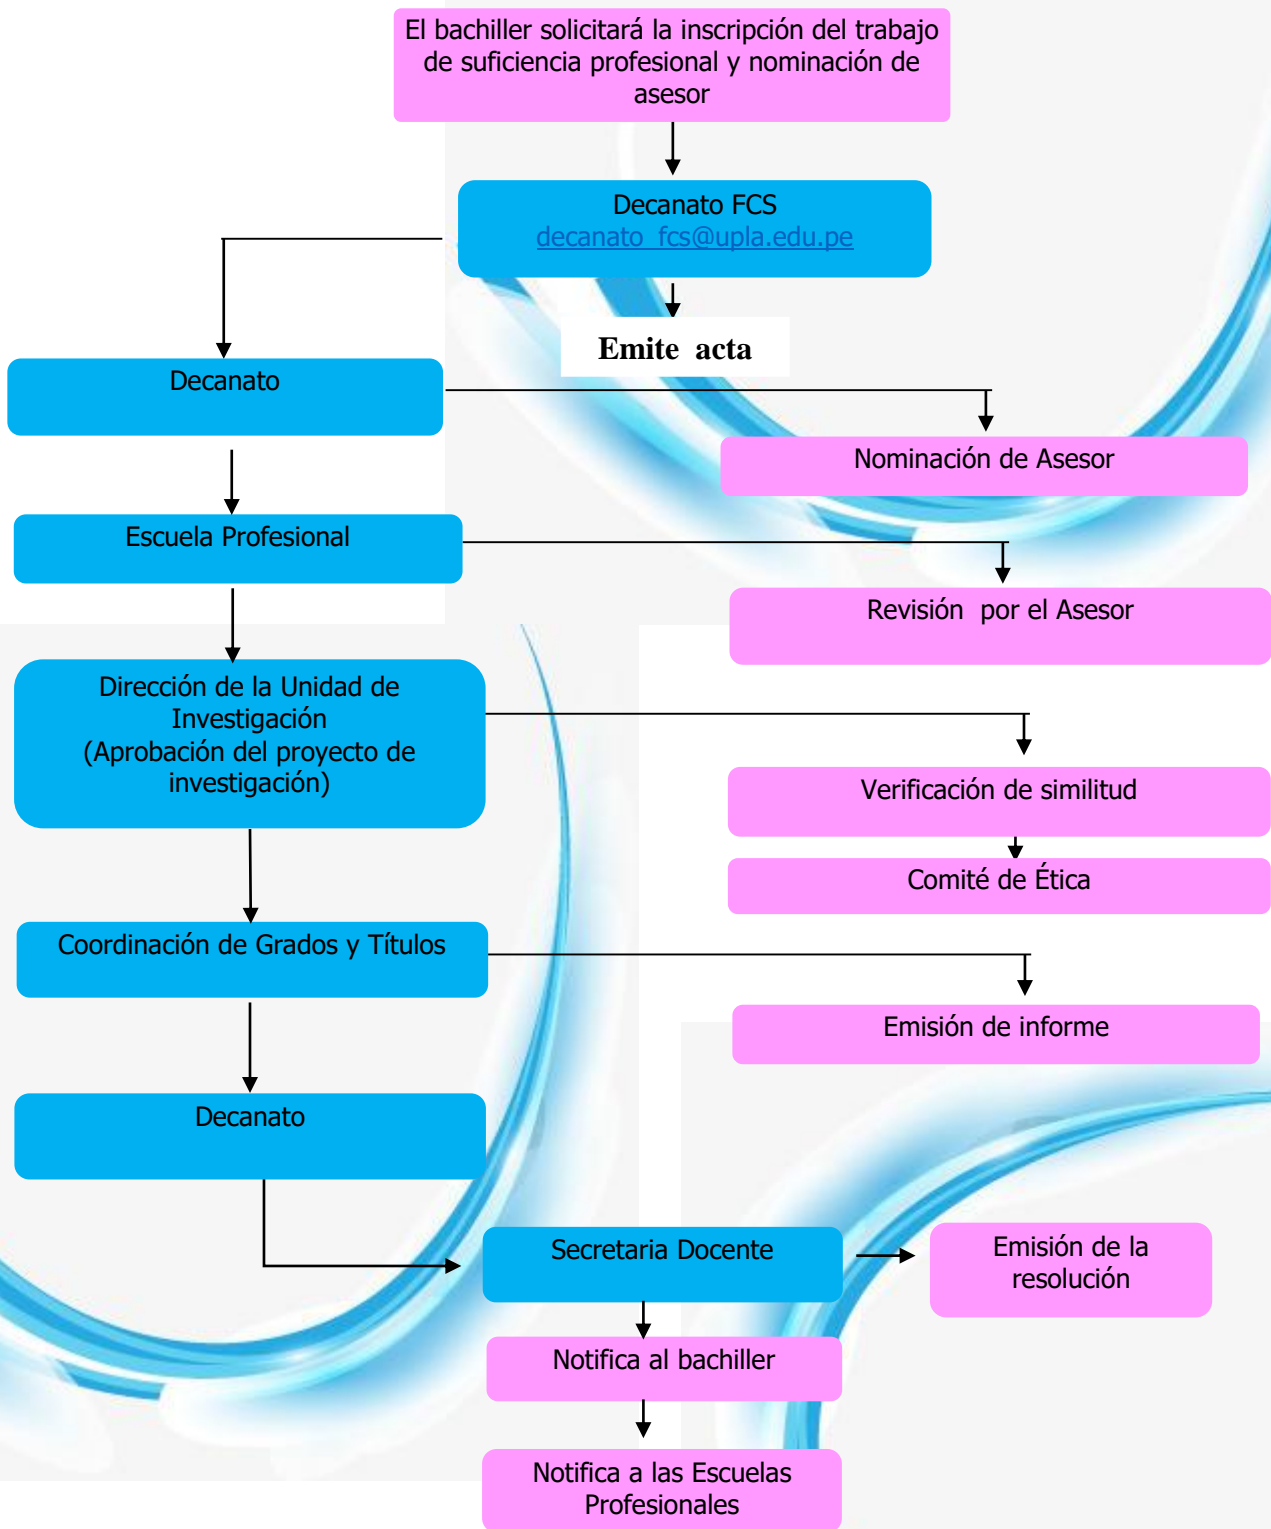 El bachiller solicitará la inscripción del trabajo
de suficiencia profesional y nominación de
asesor
Decanato FCS
decanato_fcs@upla.edu.pe
Emite acta
Decanato
Nominación de Asesor
Escuela Profesional
Revisión por el Asesor
Dirección de la Unidad de
Investigación
(Aprobación del proyecto de
investigación)
Verificación de similitud
Comité de Ética
Coordinación de Grados y Títulos
Emisión de informe
Decanato
Secretaria Docente
Emisión de la
resolución
Notifica al bachiller
Notifica a las Escuelas
Profesionales